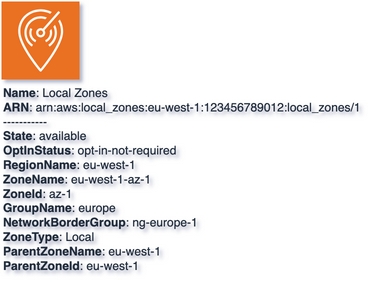 Name: Local Zones
ARN: arn:aws:local_zones:eu-west-1:123456789012:local_zones/1
-----------
State: available
OptInStatus: opt-in-not-required
RegionName: eu-west-1
ZoneName: eu-west-1-az-1
ZoneId: az-1
GroupName: europe
NetworkBorderGroup: ng-europe-1
ZoneType: Local
ParentZoneName: eu-west-1
ParentZoneId: eu-west-1